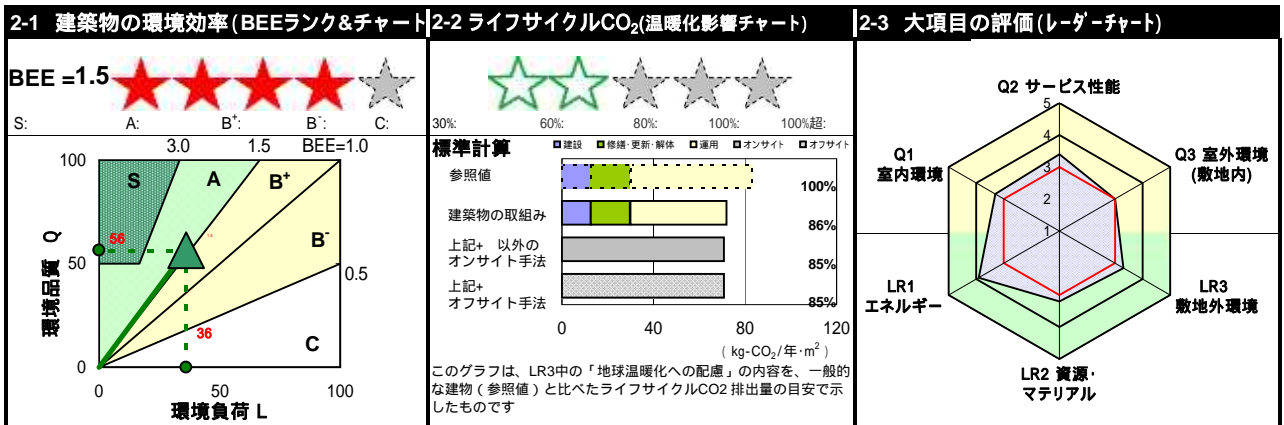 2-1 建築物の環境効率(BEEランク&チャート
BEE = 1.5
S: A: B+: B-: C:
3.0 1.5 BEE=1.0
100
S A B+
B-
環境品質 Q
56
50
0.5
36
C
0
0 50 100
環境負荷 L
2-2 ライフサイクルCO2(温暖化影響チャート)
30%: 60%: 80%: 100%: 100%超:
標準計算
建設 修繕・更新・解体 運用 オンサイト オフサイト
参照値 100%
建築物の取組み 86%
上記+ 以外の
オンサイト手法 85%
上記+
オフサイト手法 85%
0 40 80 120
( kg-CO2/年・m2 )
このグラフは、LR3中の「地球温暖化への配慮」の内容を、一般的
な建物(参照値)と比べたライフサイクルCO2 排出量の目安で示
したものです
2-3 大項目の評価(レーダーチャート)
Q2 サービス性能
5
4
3
2
1
Q1
室内環境
Q3 室外環境
(敷地内)
LR1
エネルギー
LR3
敷地外環境
LR2 資源・
マテリアル